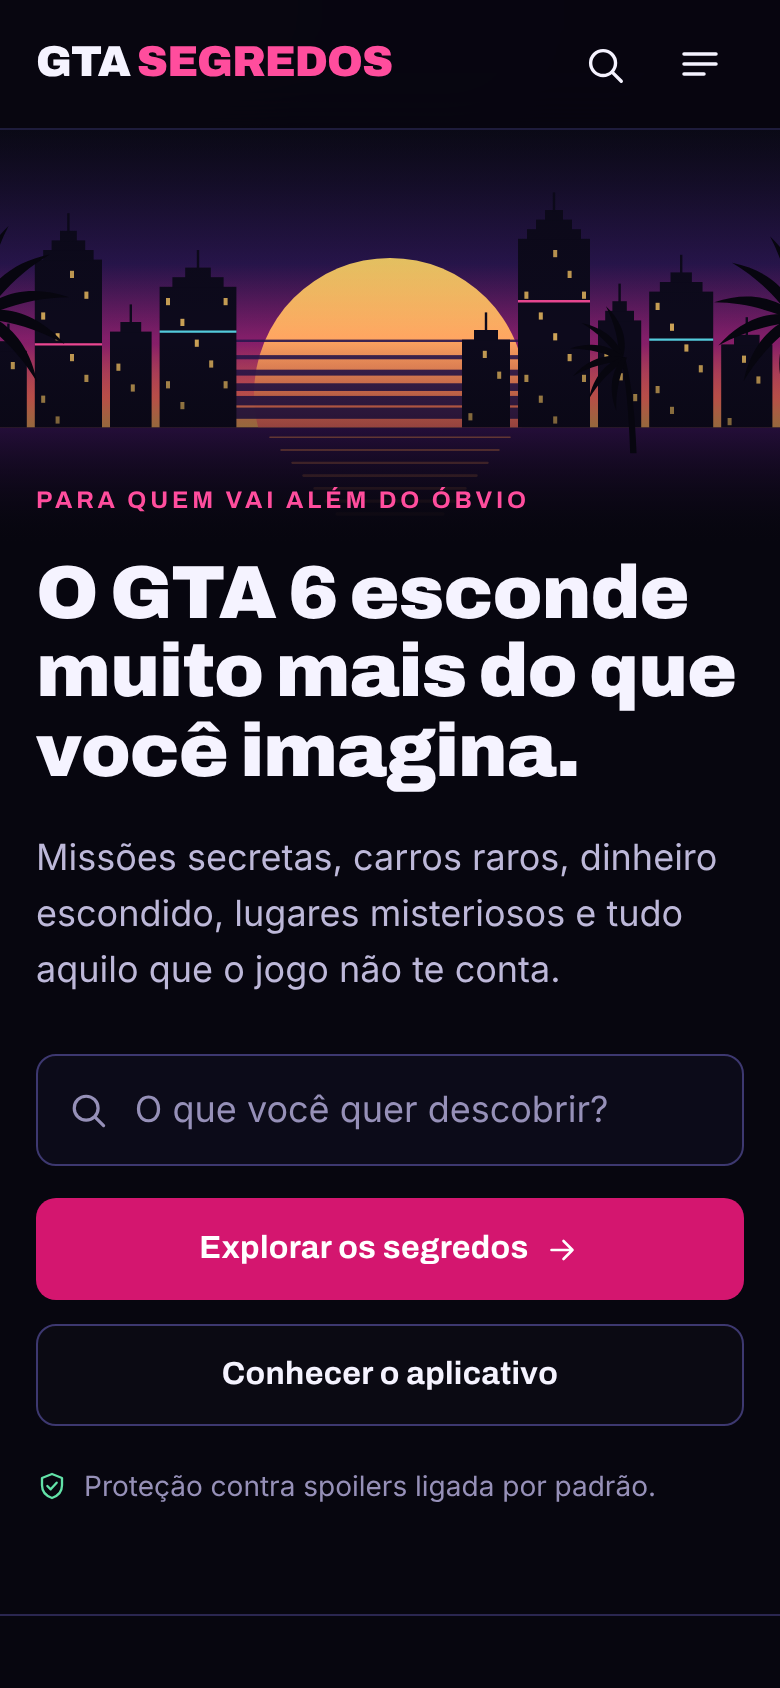 GTA SEGREDOS
PARA QUEM VAI ALÉM DO ÓBVIO
O GTA 6 esconde
muito mais do que
você imagina.
Missões secretas, carros raros, dinheiro
escondido, lugares misteriosos e tudo
aquilo que o jogo não te conta.
O que você quer descobrir?
Explorar os segredos →
Conhecer o aplicativo
Proteção contra spoilers ligada por padrão.